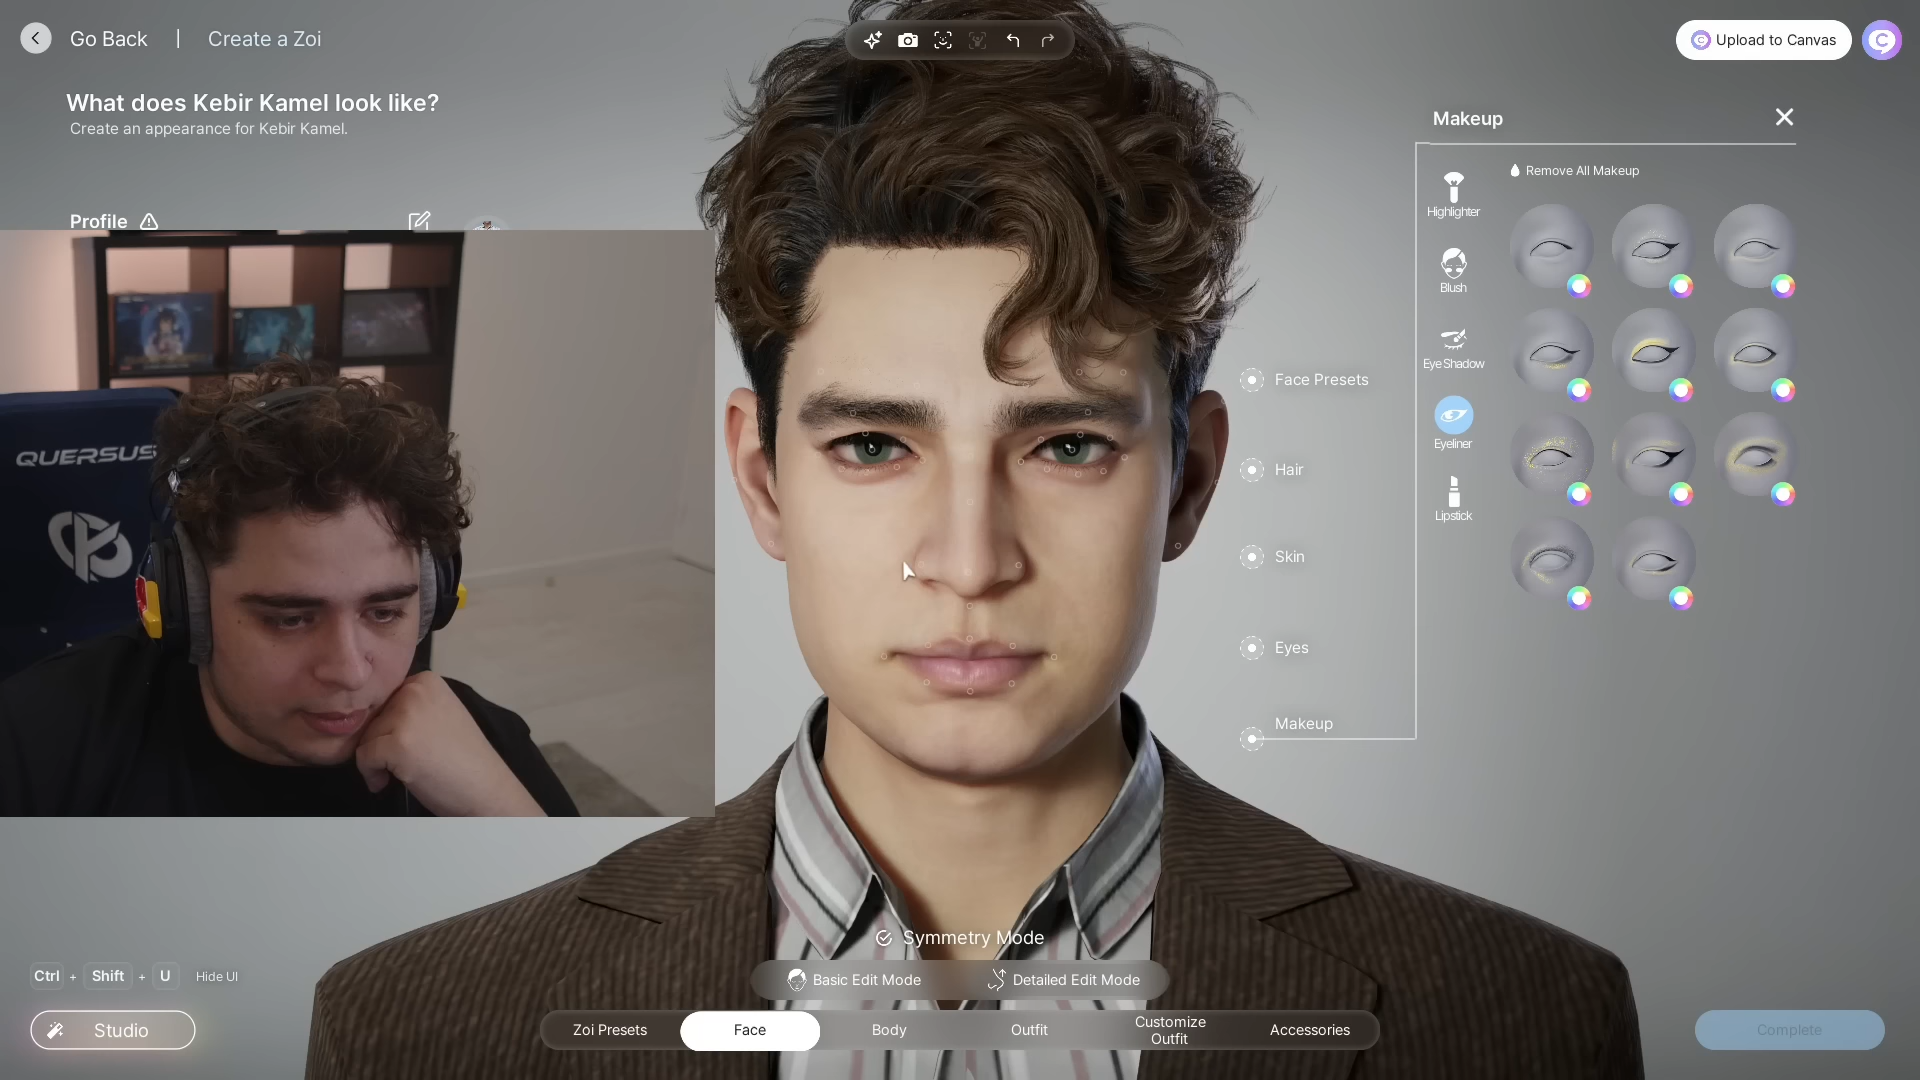 Go Back | Create a Zoi
Upload to Canvas
What does Kebir Kamel look like?
Create an appearance for Kebir Kamel.
Profile
QUERSUS
Makeup
Remove All Makeup
Highlighter
Blush
Eye Shadow
Eyeliner
Lipstick
Face Presets
Hair
Skin
Eyes
Makeup
Symmetry Mode
Basic Edit Mode
Detailed Edit Mode
Ctrl + Shift + U Hide UI
Studio
Zoi Presets
Face
Body
Outfit
Customize
Outfit
Accessories
Complete